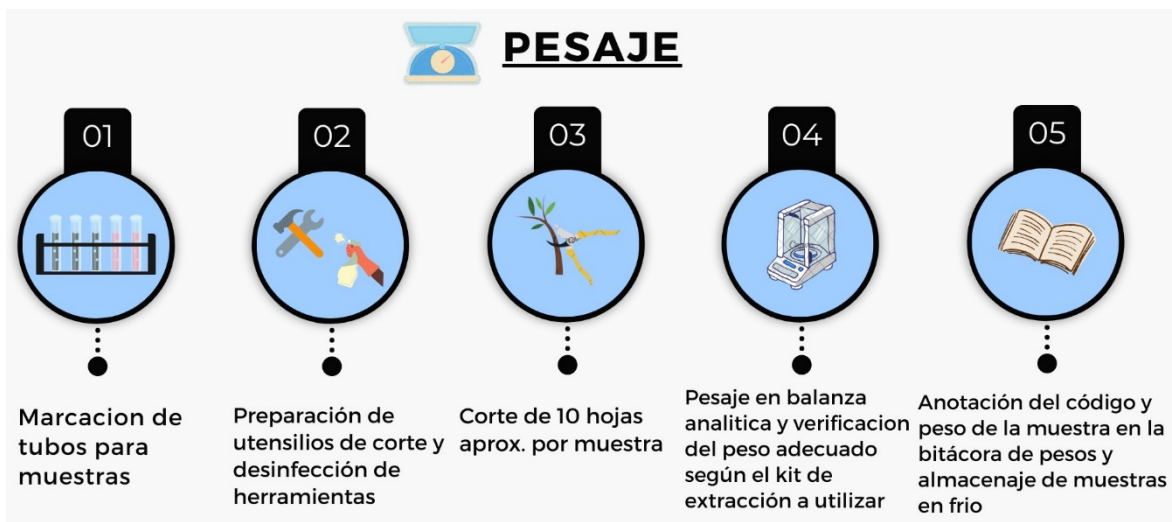 PESAJE
01
Marcacion de
tubos para
muestras
02
Preparación de
utensilios de corte y
desinfección de
herramientas
03
Corte de 10 hojas
aprox. por muestra
04
Pesaje en balanza
analitica y verificacion
del peso adecuado
según el kit de
extracción a utilizar
05
Anotación del código y
peso de la muestra en la
bitácora de pesos y
almacenaje de muestras
en frio